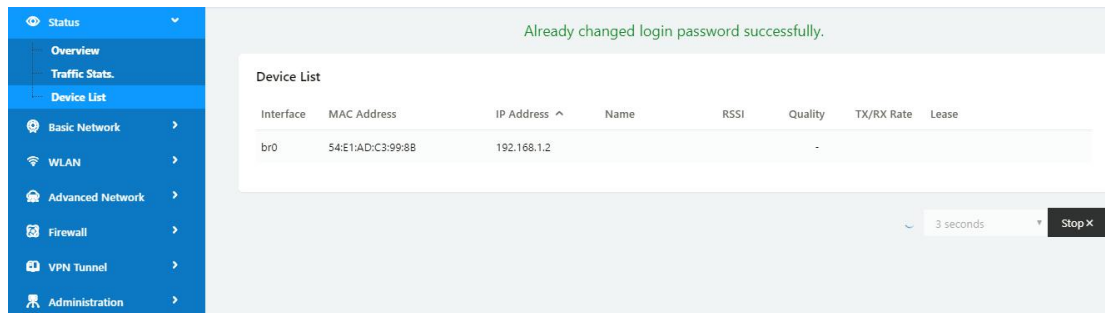 Status
Overview
Traffic Stats.
Device List
Basic Network
WLAN
Advanced Network
Firewall
VPN Tunnel
Administration
Already changed login password successfully.
Device List
Interface MAC Address IP Address Name RSSI Quality TX/RX Rate Lease
br0 54:E1:AD:C3:99:8B 192.168.1.2 -
3 seconds Stop ×